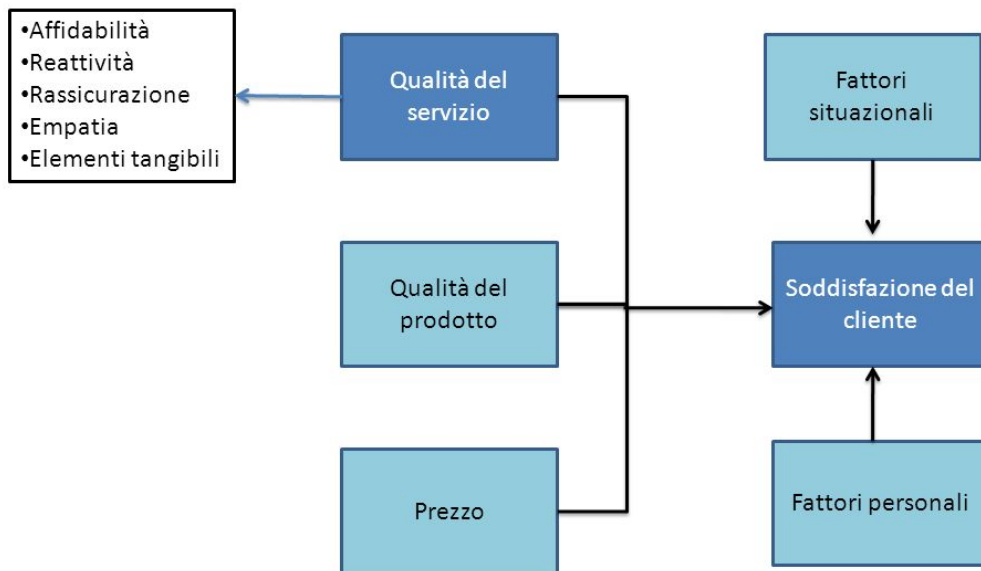 •Affidabilità
•Reattività
•Rassicurazione
•Empatia
•Elementi tangibili
Qualità del
servizio
Fattori
situazionali
Qualità del
prodotto
Soddisfazione del
cliente
Prezzo
Fattori personali